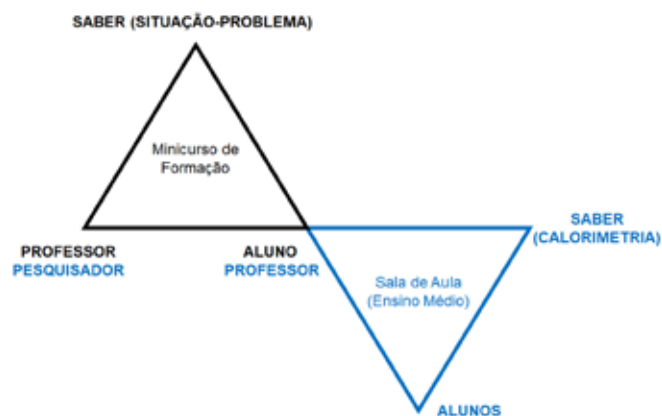 SABER (SITUAÇÃO-PROBLEMA)
Minicurso de
Formação
PROFESSOR
PESQUISADOR
ALUNO
PROFESSOR
SABER
(CALORIMETRIA)
Sala de Aula
(Ensino Médio)
ALUNOS